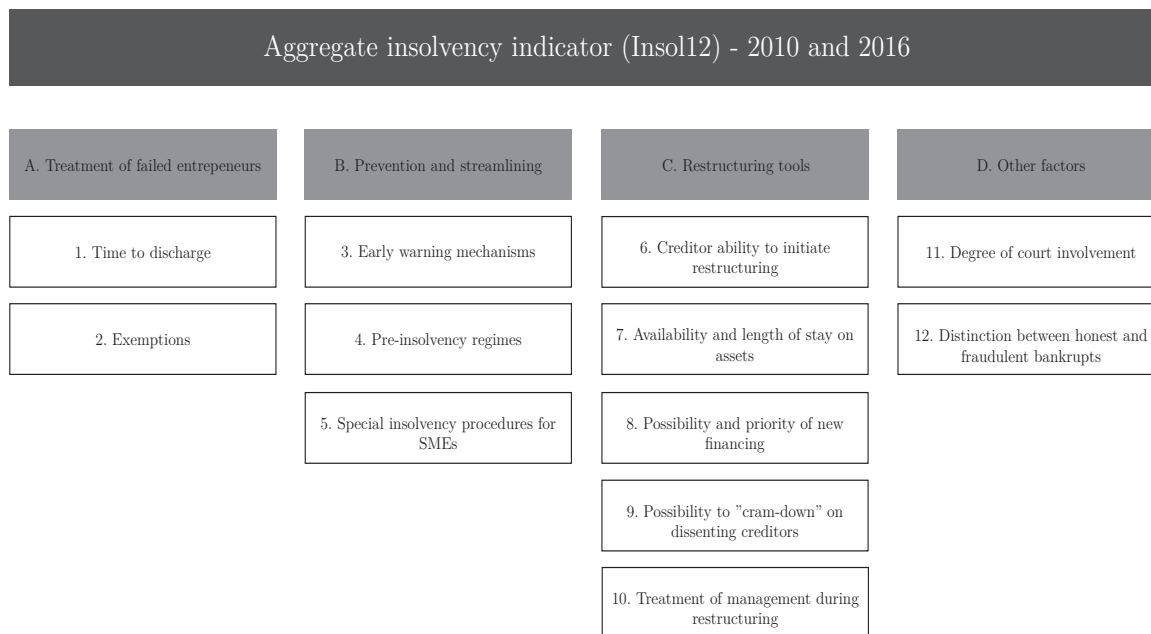 Aggregate insolvency indicator (Insol12) - 2010 and 2016
A. Treatment of failed entrepeneurs
1. Time to discharge
2. Exemptions
B. Prevention and streamlining
3. Early warning mechanisms
4. Pre-insolvency regimes
5. Special insolvency procedures for
SMEs
C. Restructuring tools
6. Creditor ability to initiate
restructuring
7. Availability and length of stay on
assets
8. Possibility and priority of new
financing
9. Possibility to ”cram-down” on
dissenting creditors
10. Treatment of management during
restructuring
D. Other factors
11. Degree of court involvement
12. Distinction between honest and
fraudulent bankrupts